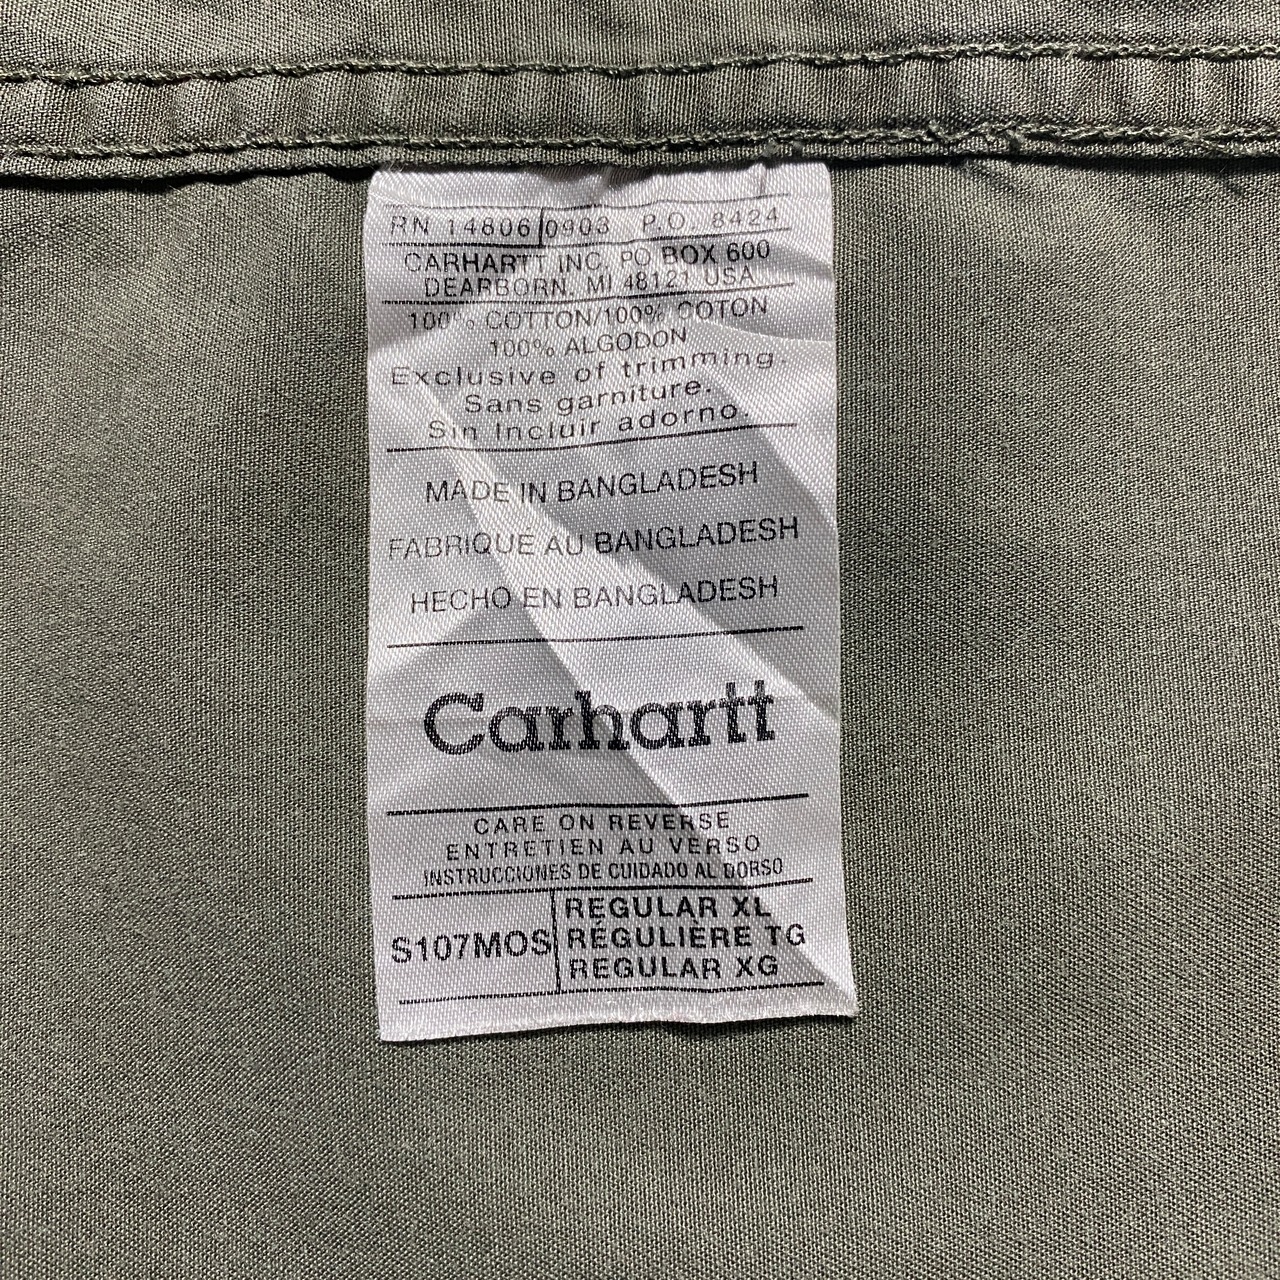 RN 14806 0903 P.O. 8424
CARHARTT INC, PO BOX 600
DEARBORN, MI 48121 USA
100% COTTON/100% COTON
100% ALGODON
Exclusive of trimming.
Sans garniture.
Sin Incluir adorno.
MADE IN BANGLADESH
FABRIQUÉ AU BANGLADESH
HECHO EN BANGLADESH
Carhartt
CARE ON REVERSE
ENTRETIEN AU VERSO
INSTRUCCIONES DE CUIDADO AL DORSO
S107MOS
REGULAR XL
RÉGULIÈRE TG
REGULAR XG